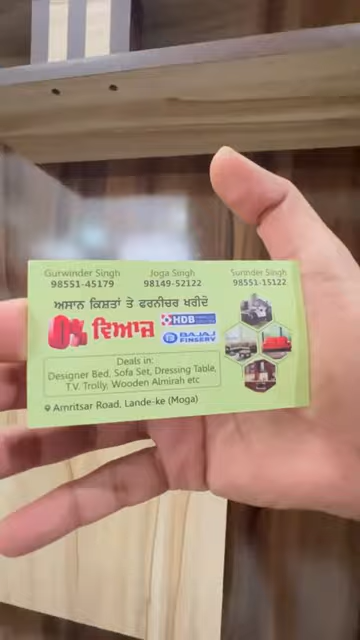 Gurwinder Singh Joga Singh Surinder Singh
98551-45179 98149-52122 98551-15122
ਅਸਾਨ ਕਿਸ਼ਤਾਂ ਤੇ ਫਰਨੀਚਰ ਖਰੀਦੋ
0% ਵਿਆਜ HDB
BAJAJ
FINSERV
Deals in:
Designer Bed, Sofa Set, Dressing Table,
T.V. Trolly, Wooden Almirah etc
Amritsar Road, Lande-ke (Moga)